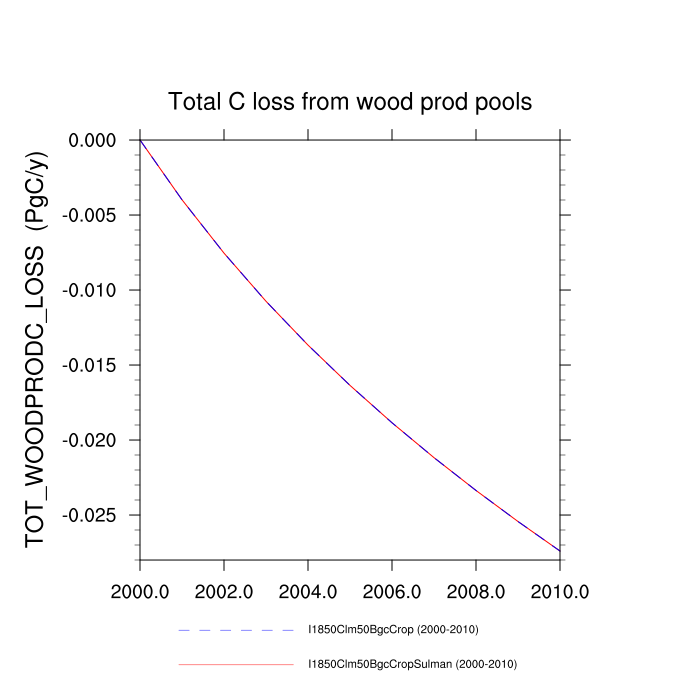 Total C loss from wood prod pools
TOT_WOODPRODC_LOSS (PgC/y)
0.000
-0.005
-0.010
-0.015
-0.020
-0.025
2000.0 2002.0 2004.0 2006.0 2008.0 2010.0
I1850Clm50BgcCrop (2000-2010)
I1850Clm50BgcCropSulman (2000-2010)